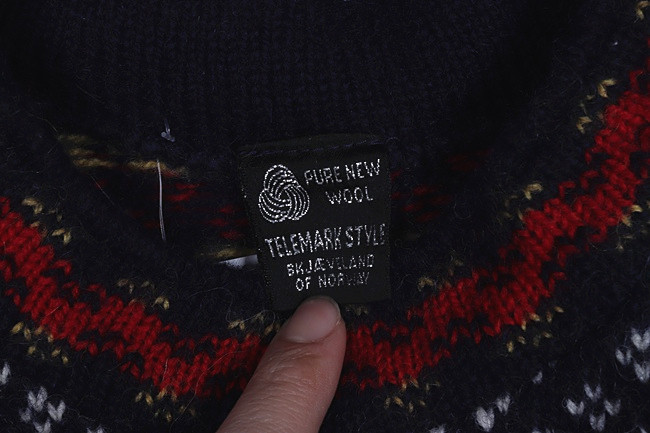 PURE NEW
WOOL
TELEMARK STYLE
BKJÆVELAND
OF NORWAY